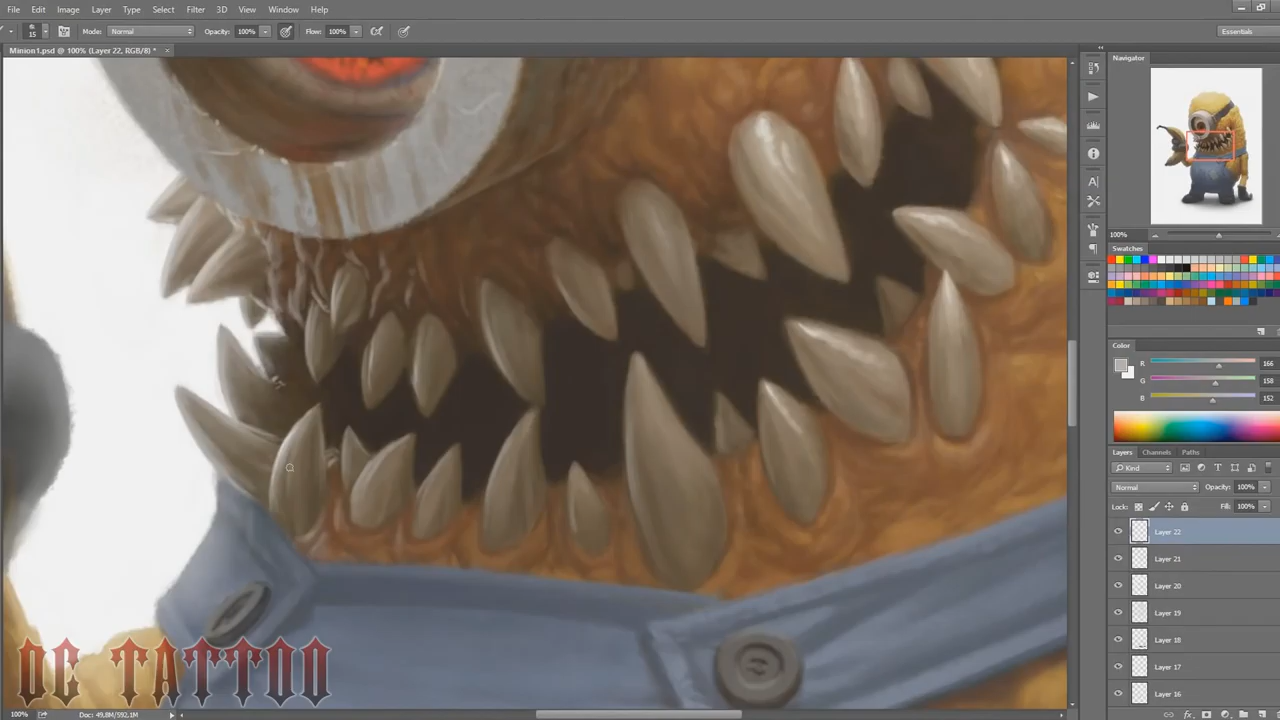 File Edit Image Layer Type Select Filter 3D View Window Help
15 Mode: Normal Opacity: 100% Flow: 100% Essentials
Minion1.psd @ 100% (Layer 22, RGB/8) *
Navigator
100%
Swatches
Color
R 166
G 158
B 152
Layers Channels Paths
Kind
Normal Opacity: 100%
Lock: Fill: 100%
Layer 22
Layer 21
Layer 20
Layer 19
Layer 18
Layer 17
Layer 16
DC TATTOO
100% Doc: 49,8M/592,1M